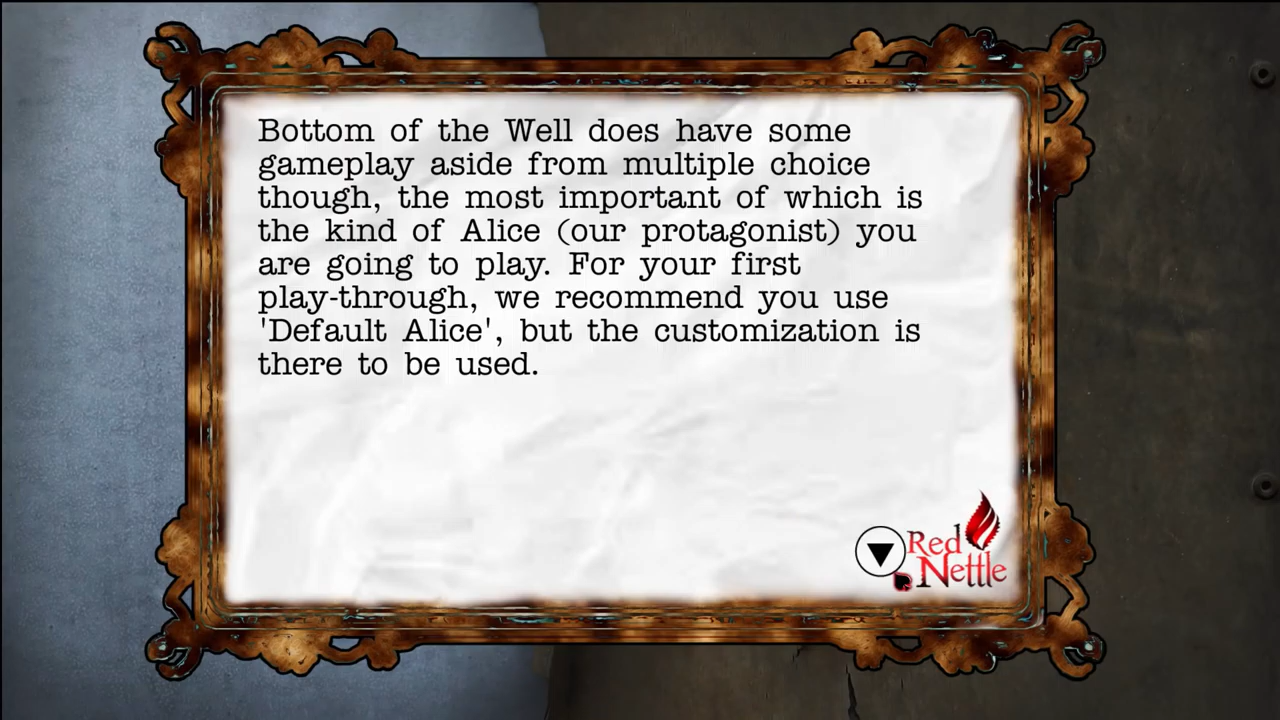 Bottom of the Well does have some
gameplay aside from multiple choice
though, the most important of which is
the kind of Alice (our protagonist) you
are going to play. For your first
play-through, we recommend you use
'Default Alice', but the customization is
there to be used.
Red
Nettle